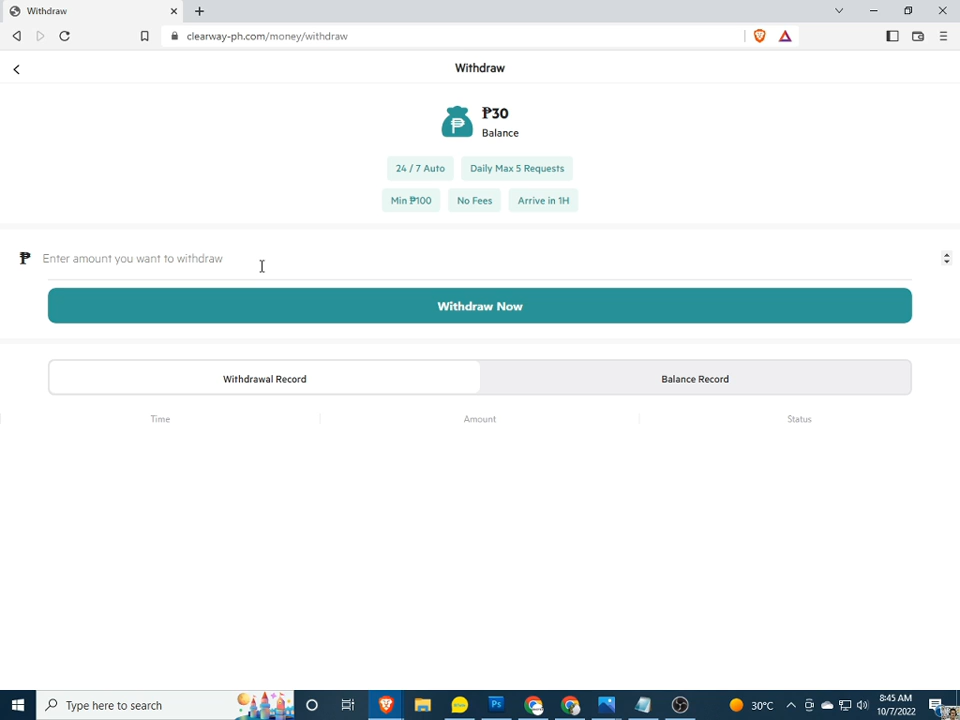 Withdraw
clearway-ph.com/money/withdraw
Withdraw
₱30
Balance
24 / 7 Auto
Daily Max 5 Requests
Min ₱100
No Fees
Arrive in 1H
₱ Enter amount you want to withdraw
Withdraw Now
Withdrawal Record
Balance Record
Time
Amount
Status
Type here to search
Ps
30°C
8:45 AM
10/7/2022